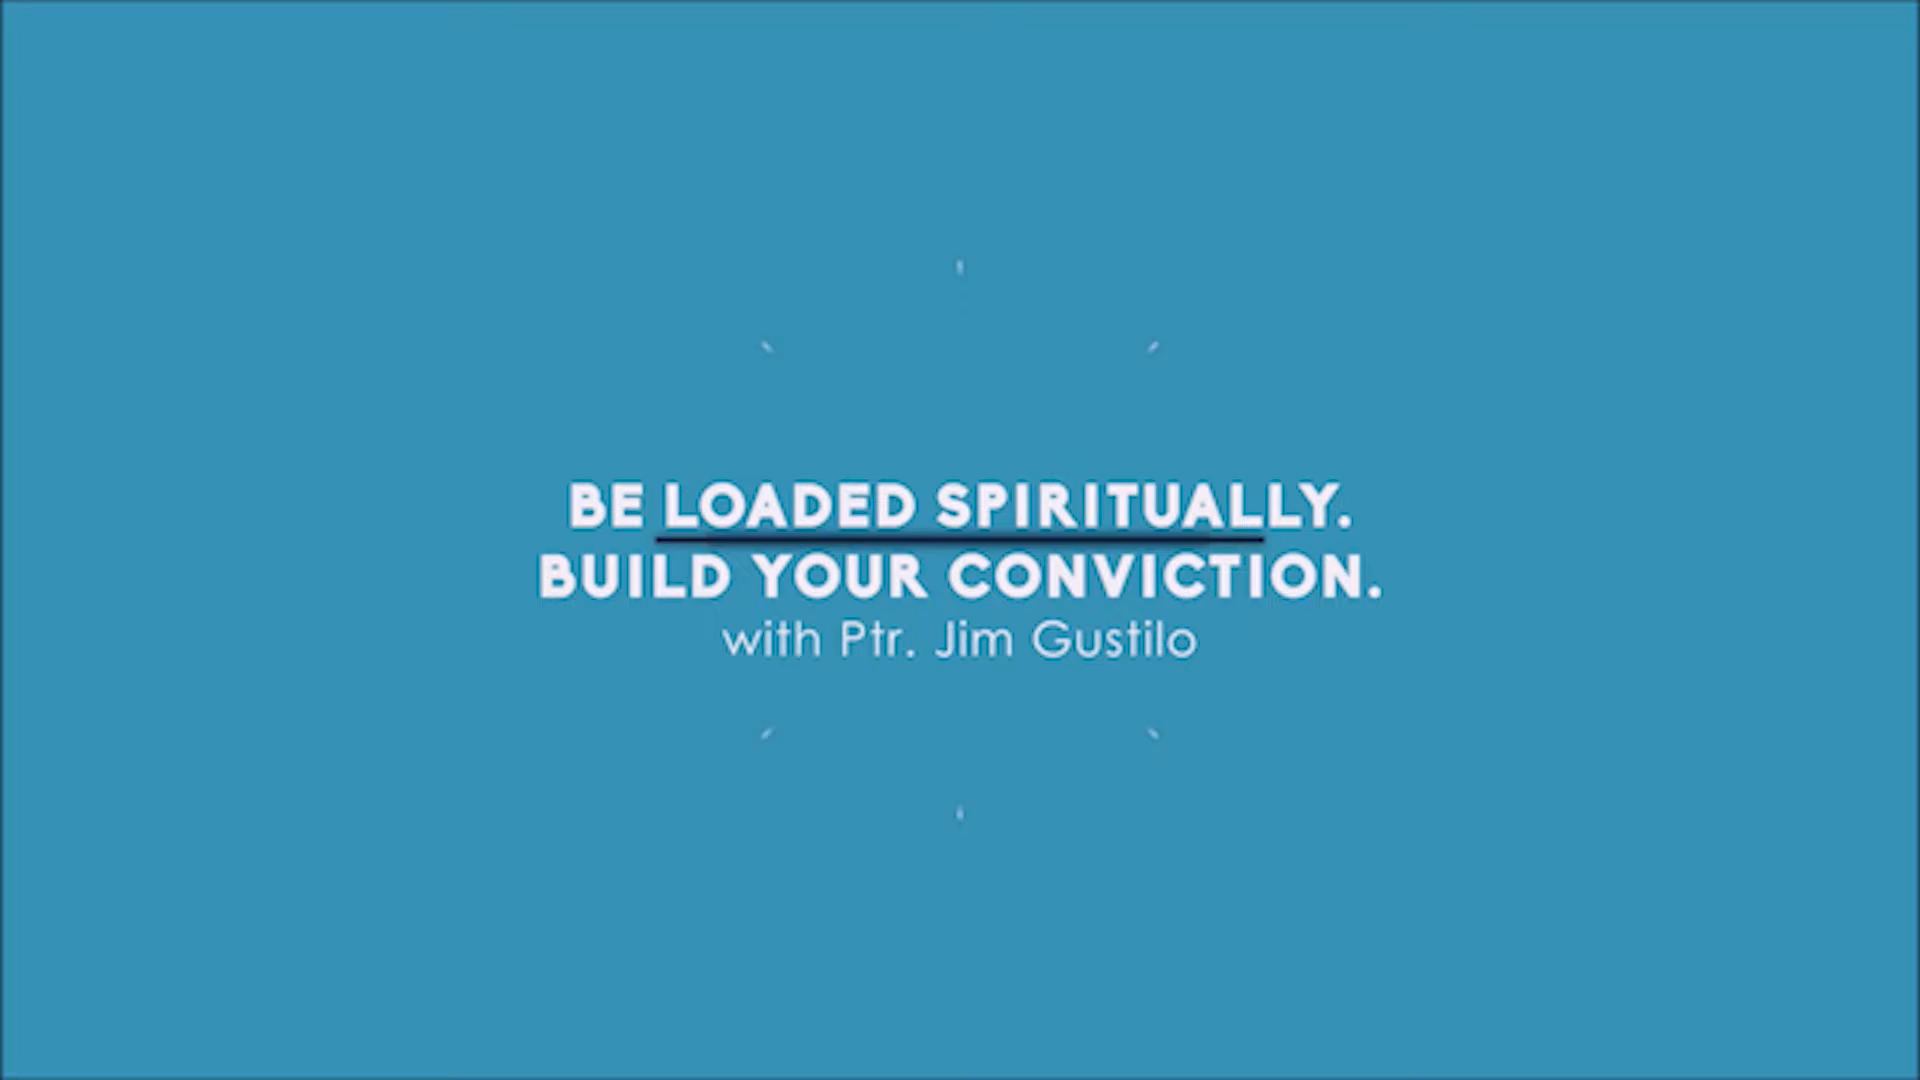 BE LOADED SPIRITUALLY.
BUILD YOUR CONVICTION.
with Ptr. Jim Gustilo